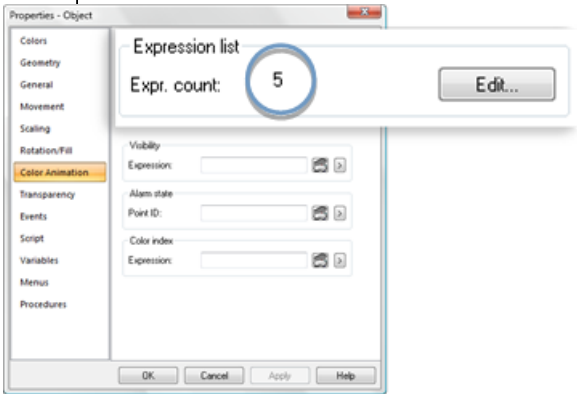 Properties - Object
Colors
Geometry
General
Movement
Scaling
Rotation/Fill
Color Animation
Transparency
Events
Script
Variables
Menus
Procedures
Expression list
Expr. count: 5 Edit...
Visibility
Expression:
Alarm state
Point ID:
Color index
Expression:
OK Cancel Apply Help